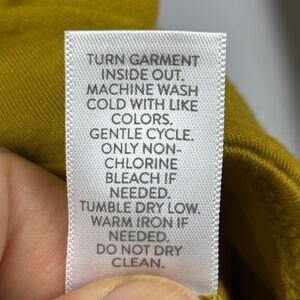 TURN GARMENT
INSIDE OUT.
MACHINE WASH
COLD WITH LIKE
COLORS.
GENTLE CYCLE.
ONLY NON-
CHLORINE
BLEACH IF
NEEDED.
TUMBLE DRY LOW.
WARM IRON IF
NEEDED.
DO NOT DRY
CLEAN.